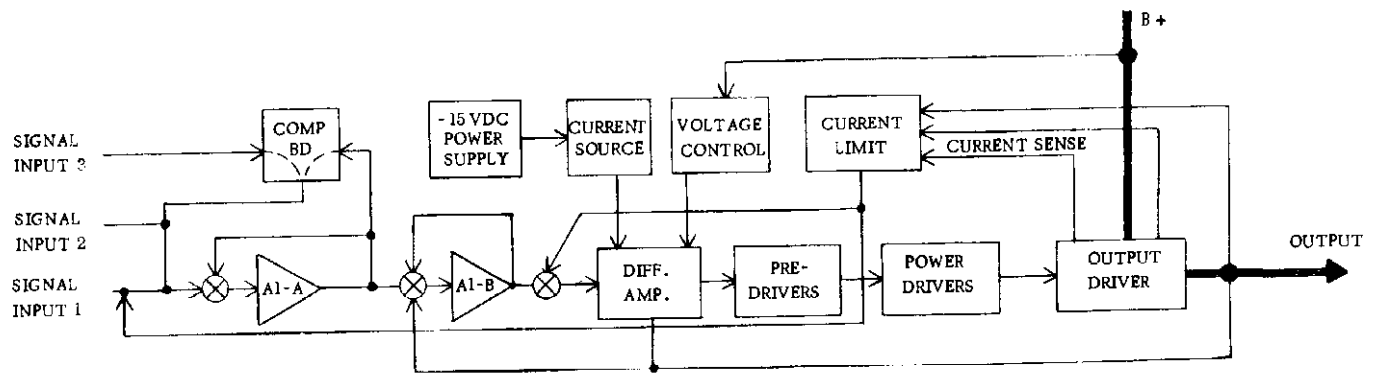 B +
COMP
BD
- 15 VDC
POWER
SUPPLY
CURRENT
SOURCE
VOLTAGE
CONTROL
CURRENT
LIMIT
CURRENT SENSE
SIGNAL
INPUT 3
SIGNAL
INPUT 2
SIGNAL
INPUT 1
A1-A
A1-B
DIFF.
AMP.
PRE-
DRIVERS
POWER
DRIVERS
OUTPUT
DRIVER
OUTPUT